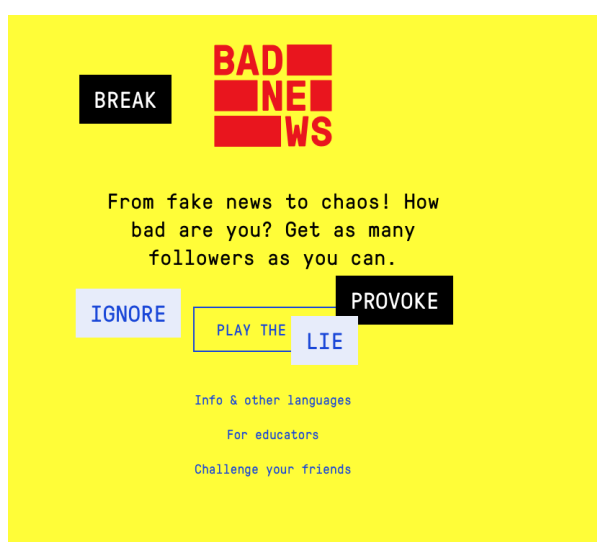 BAD
NE
WS
BREAK
From fake news to chaos! How
bad are you? Get as many
followers as you can.
IGNORE
PROVOKE
PLAY THE
LIE
Info & other languages
For educators
Challenge your friends